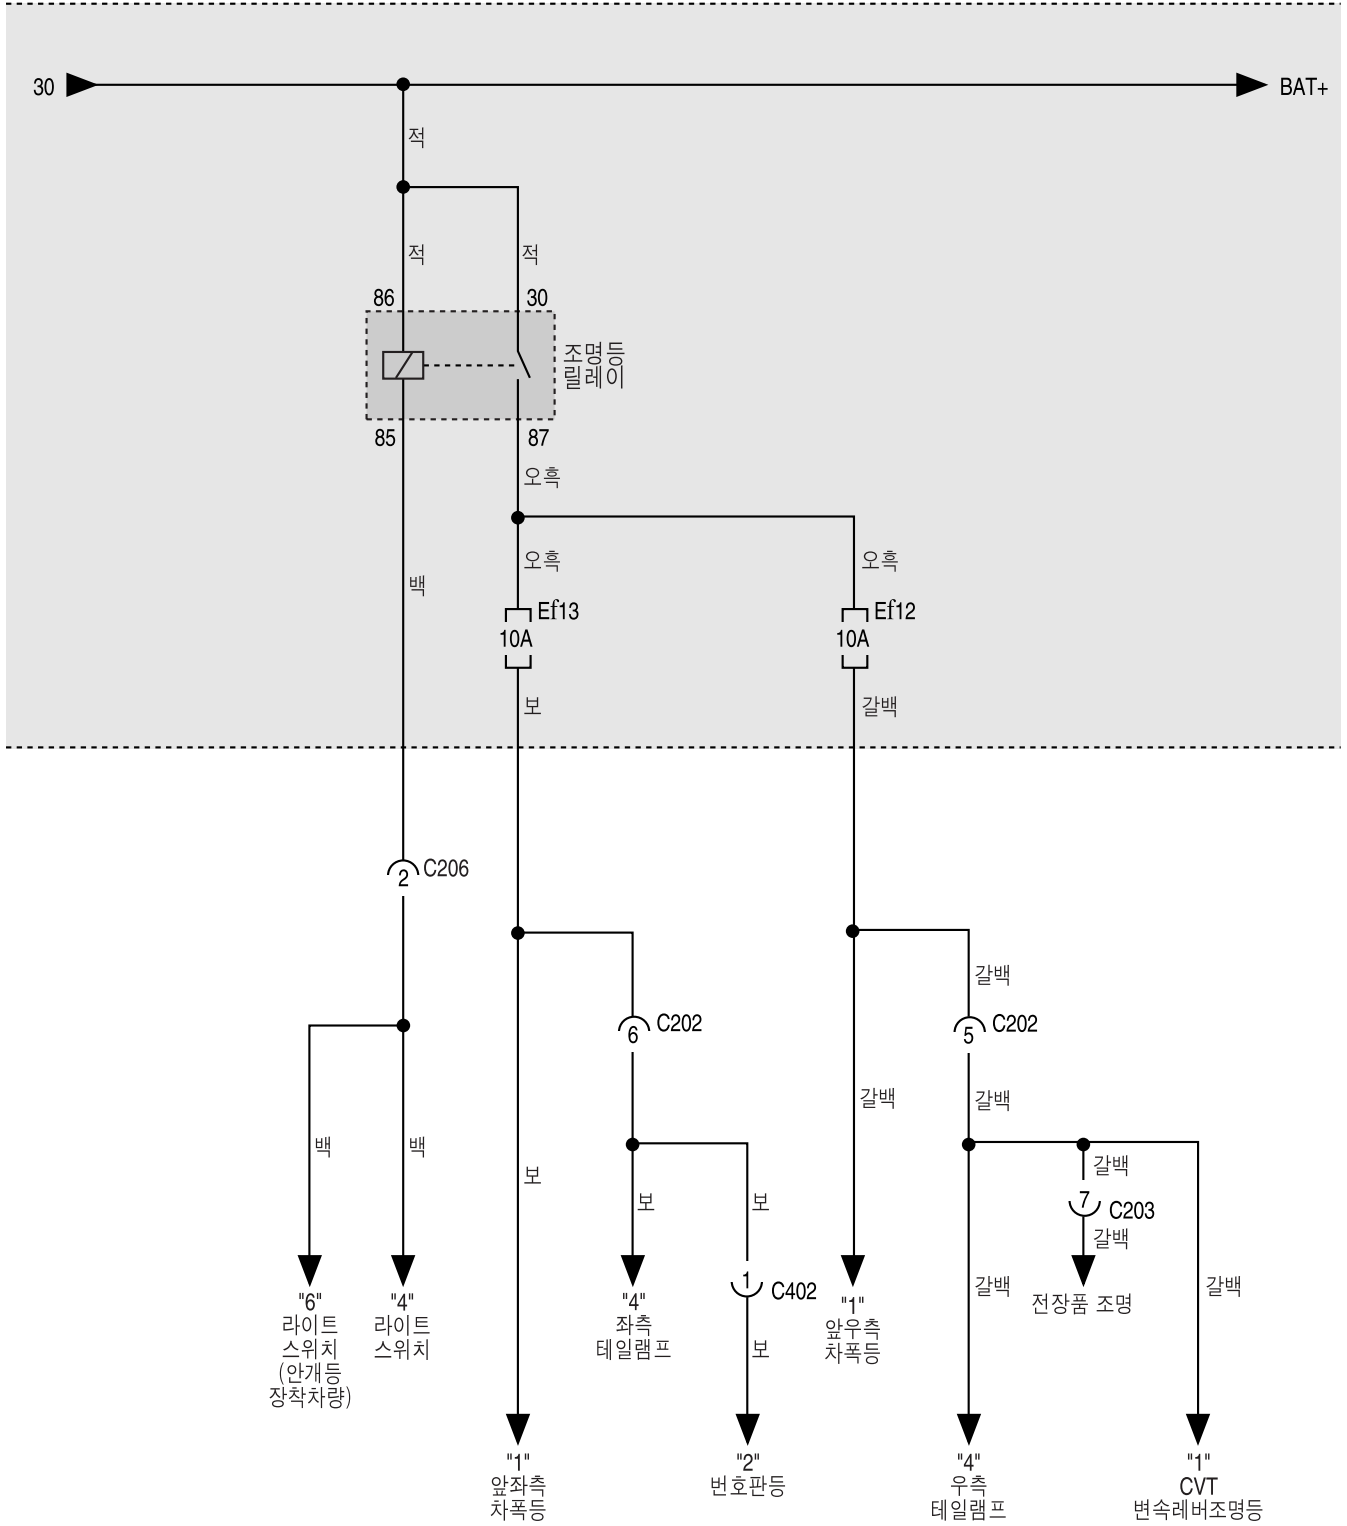 30
BAT+
적
적
적
86
30
조명등
릴레이
85
87
오흑
오흑
오흑
백
Ef13
10A
Ef12
10A
보
갈백
C206
2
갈백
C202
6
C202
5
갈백
갈백
백
백
보
보
보
갈백
7
C203
갈백
갈백
갈백
전장품 조명
1
C402
보
"6"
라이트
스위치
(안개등
장착차량)
"4"
라이트
스위치
"4"
좌측
테일램프
"1"
앞우측
차폭등
"1"
앞좌측
차폭등
"2"
번호판등
"4"
우측
테일램프
"1"
CVT
변속레버조명등